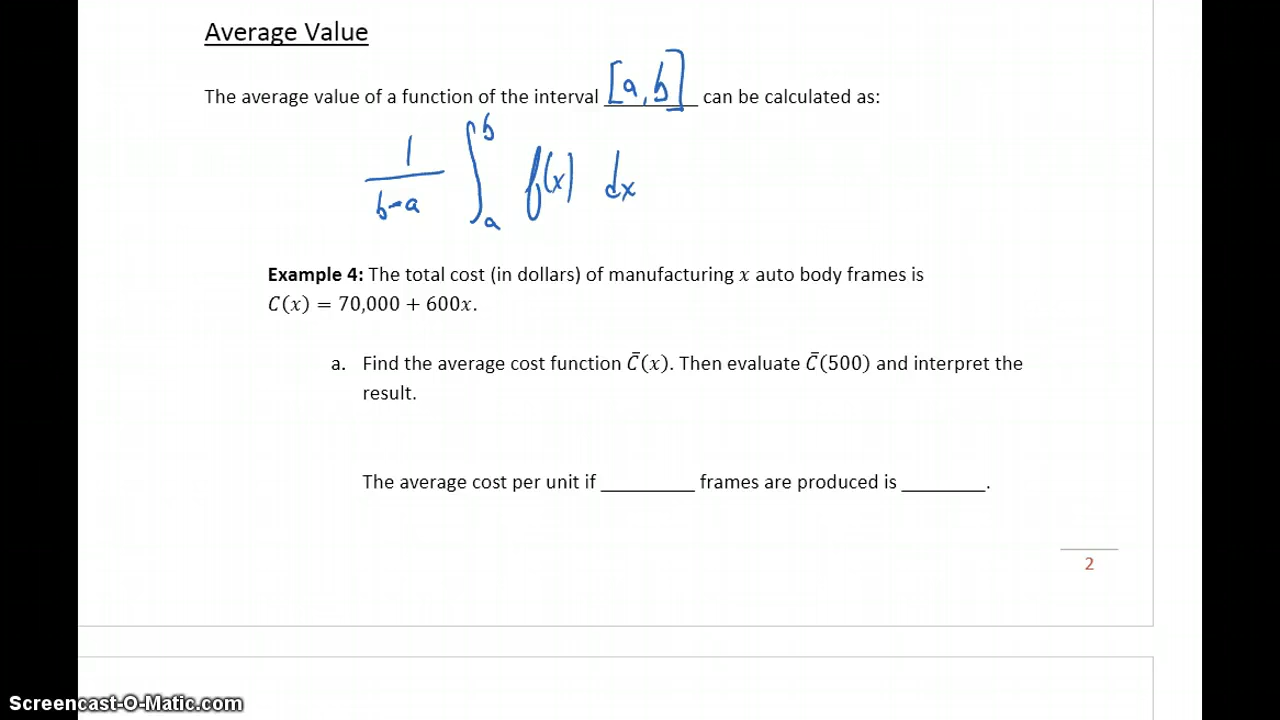 Average Value
The average value of a function of the interval [a, b] can be calculated as:
1/(b-a) ∫_a^b f(x) dx
Example 4: The total cost (in dollars) of manufacturing x auto body frames is
C(x) = 70,000 + 600x.
a. Find the average cost function C̄(x). Then evaluate C̄(500) and interpret the
result.
The average cost per unit if _________ frames are produced is ________.
2
Screencast-O-Matic.com